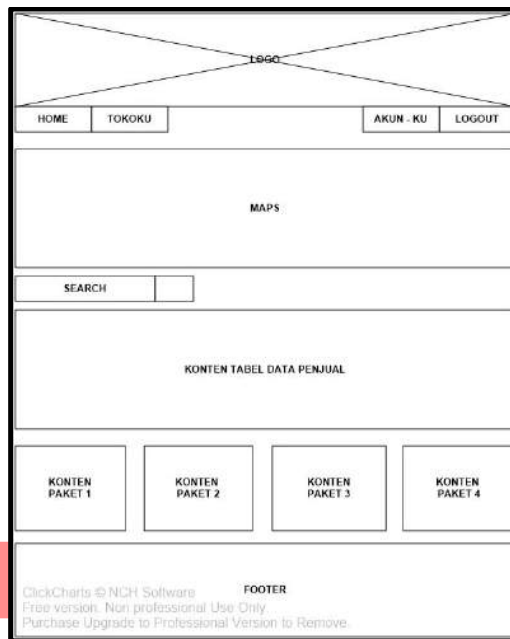 LOGO
HOME TOKOKU AKUN - KU LOGOUT
MAPS
SEARCH
KONTEN TABEL DATA PENJUAL
KONTEN
PAKET 1
KONTEN
PAKET 2
KONTEN
PAKET 3
KONTEN
PAKET 4
FOOTER
ClickCharts © NCH Software
Free version. Non professional Use Only.
Purchase Upgrade to Professional Version to Remove.